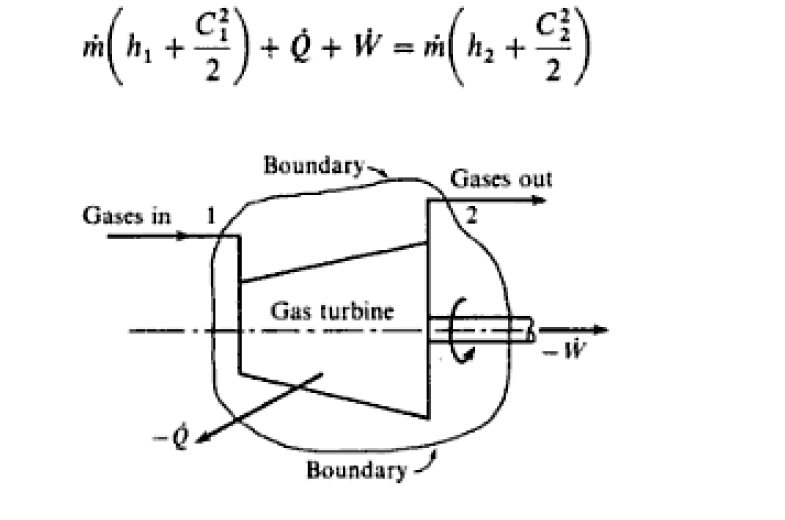 ṁ(h₁ + C₁²/2) + Q̇ + Ẇ = ṁ(h₂ + C₂²/2)
Boundary
Gases out
Gases in 1
2
Gas turbine
−Ẇ
−Q̇
Boundary